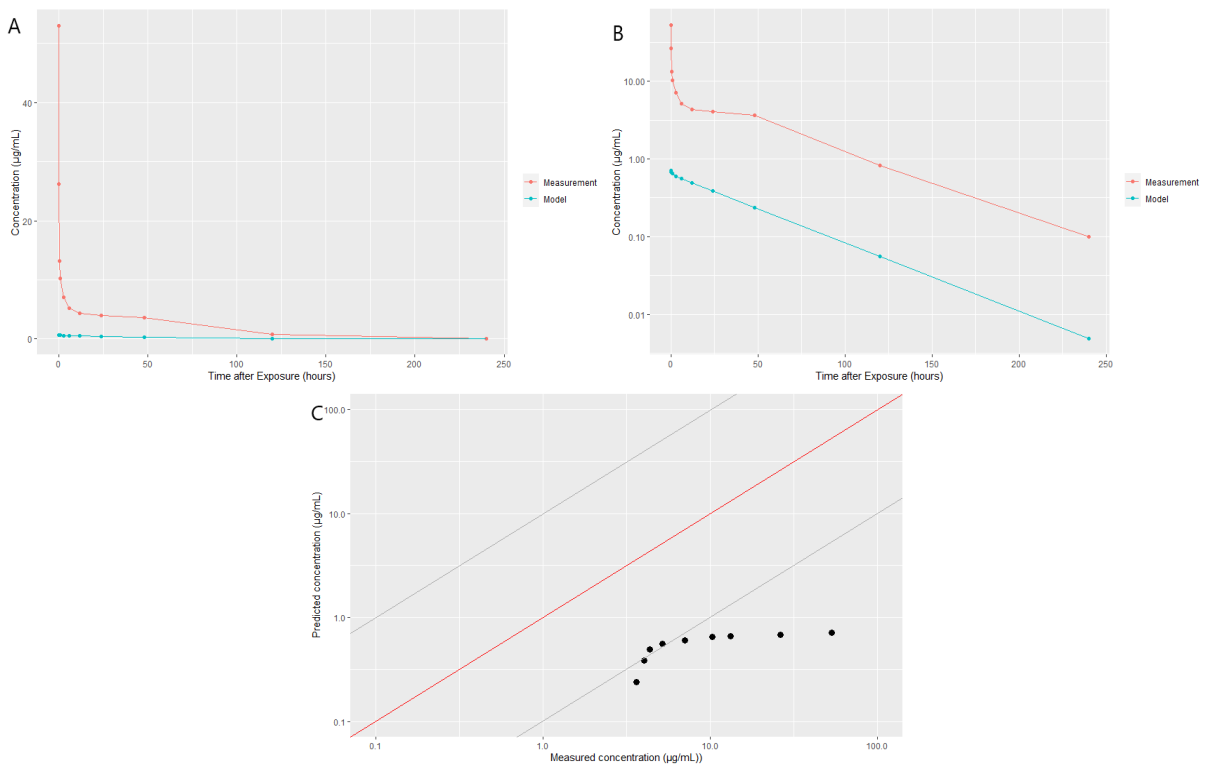 A
Concentration (µg/mL)
40
20
0
0
50
100
150
200
250
Time after Exposure (hours)
Measurement
Model
B
Concentration (µg/mL)
10.00
1.00
0.10
0.01
0
50
100
150
200
250
Time after Exposure (hours)
Measurement
Model
C
Predicted concentration (µg/mL)
100.0
10.0
1.0
0.1
0.1
1.0
10.0
100.0
Measured concentration (µg/mL))